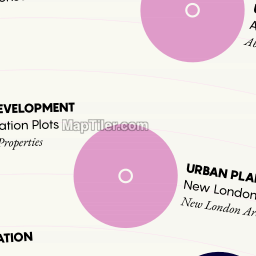 EVELOPMENT
ation Plots
Properties
MapTiler.com
URBAN PLA
New London
New London Ar
ATION